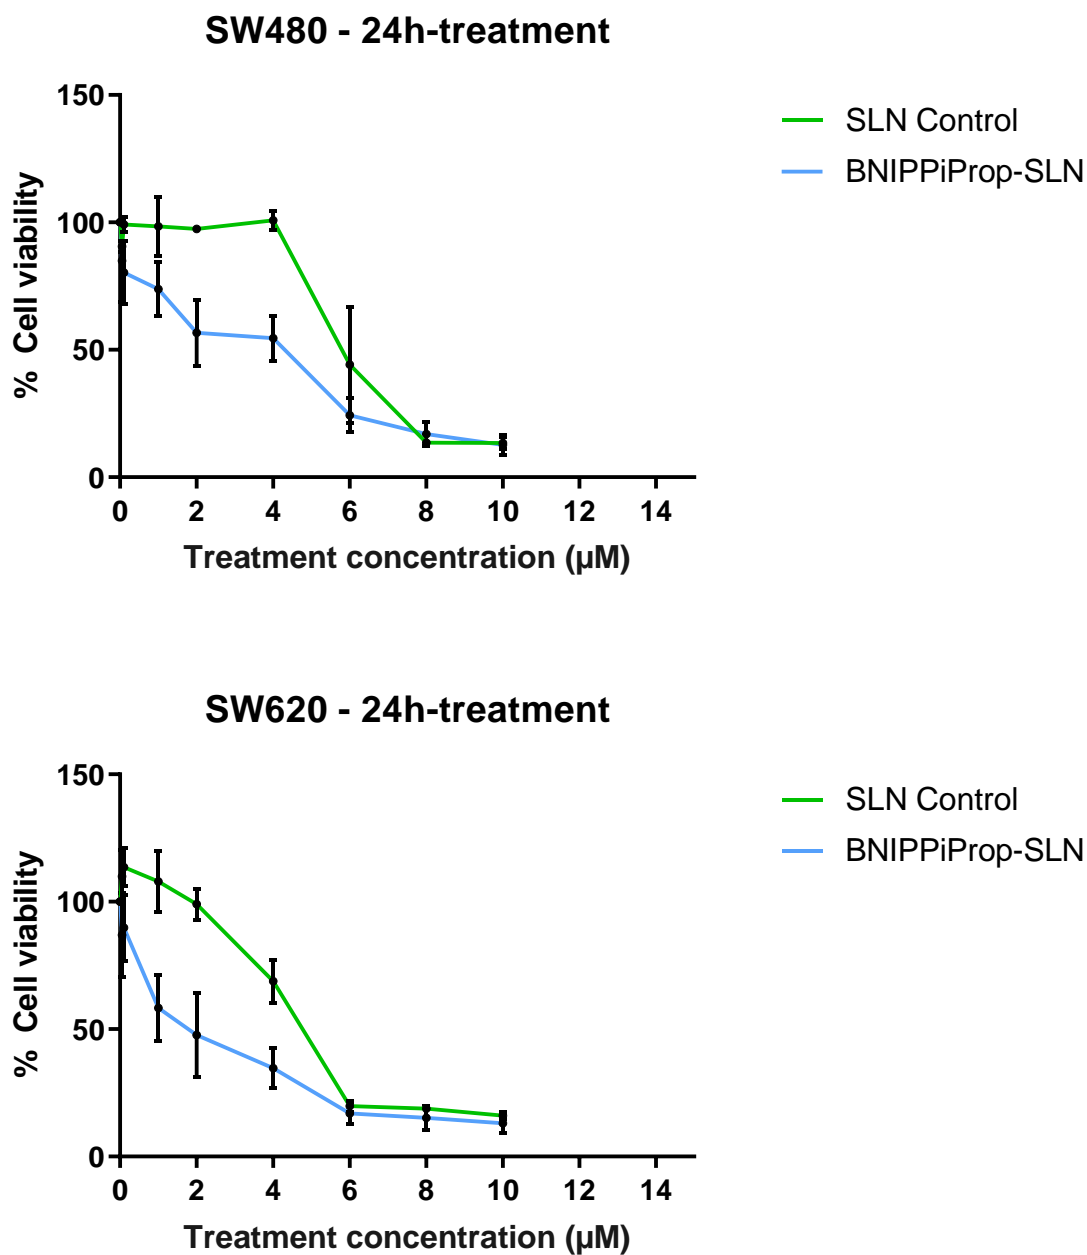 SW480 - 24h-treatment
150
100
50
0
% Cell viability
0 2 4 6 8 10 12 14
Treatment concentration (µM)
SLN Control
BNIPPiProp-SLN
SW620 - 24h-treatment
150
100
50
0
% Cell viability
0 2 4 6 8 10 12 14
Treatment concentration (µM)
SLN Control
BNIPPiProp-SLN